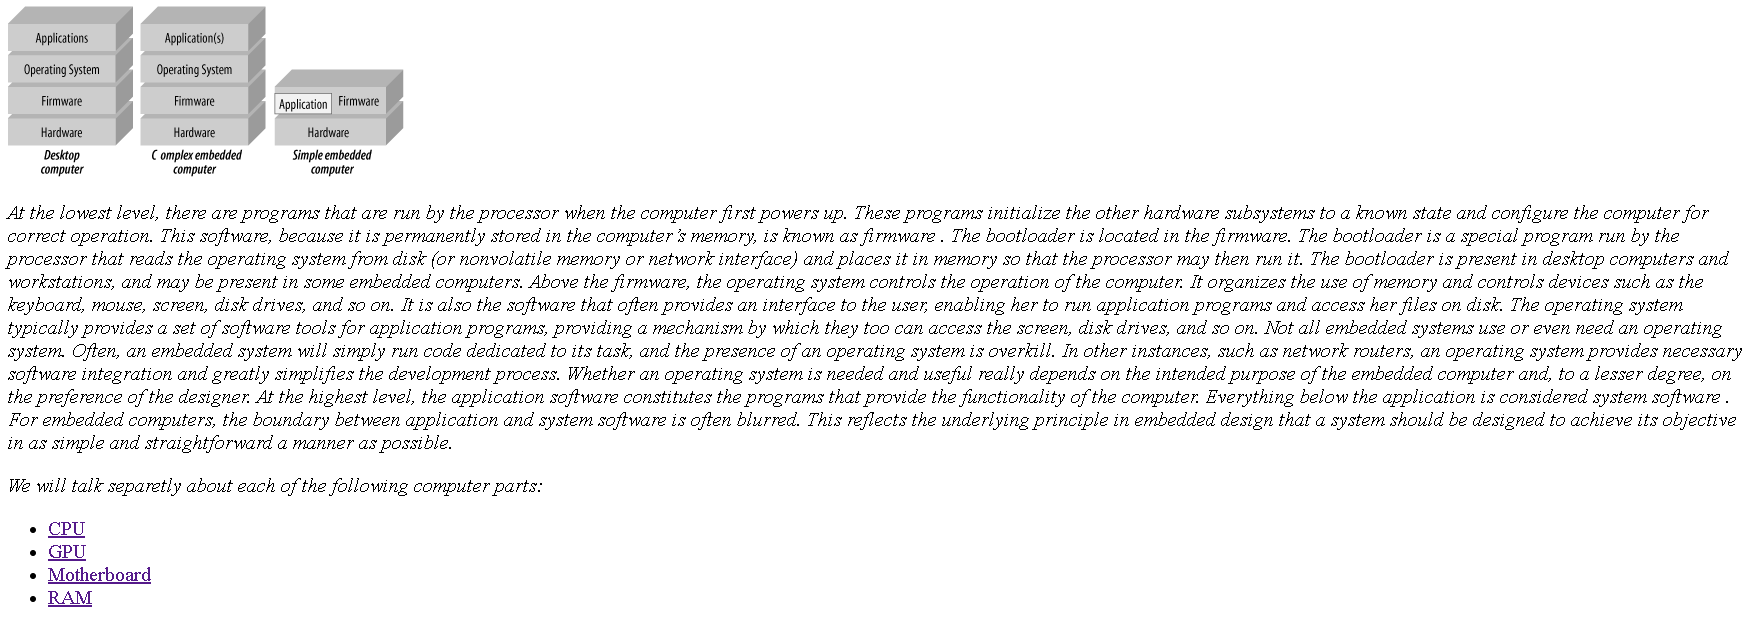 Applications
Operating System
Firmware
Hardware
Desktop
computer
Application(s)
Operating System
Firmware
Hardware
C omplex embedded
computer
Application
Firmware
Hardware
Simple embedded
computer
At the lowest level, there are programs that are run by the processor when the computer first powers up. These programs initialize the other hardware subsystems to a known state and configure the computer for
correct operation. This software, because it is permanently stored in the computer’s memory, is known as firmware . The bootloader is located in the firmware. The bootloader is a special program run by the
processor that reads the operating system from disk (or nonvolatile memory or network interface) and places it in memory so that the processor may then run it. The bootloader is present in desktop computers and
workstations, and may be present in some embedded computers. Above the firmware, the operating system controls the operation of the computer. It organizes the use of memory and controls devices such as the
keyboard, mouse, screen, disk drives, and so on. It is also the software that often provides an interface to the user, enabling her to run application programs and access her files on disk. The operating system
typically provides a set of software tools for application programs, providing a mechanism by which they too can access the screen, disk drives, and so on. Not all embedded systems use or even need an operating
system. Often, an embedded system will simply run code dedicated to its task, and the presence of an operating system is overkill. In other instances, such as network routers, an operating system provides necessary
software integration and greatly simplifies the development process. Whether an operating system is needed and useful really depends on the intended purpose of the embedded computer and, to a lesser degree, on
the preference of the designer. At the highest level, the application software constitutes the programs that provide the functionality of the computer. Everything below the application is considered system software .
For embedded computers, the boundary between application and system software is often blurred. This reflects the underlying principle in embedded design that a system should be designed to achieve its objective
in as simple and straightforward a manner as possible.
We will talk separetly about each of the following computer parts:
CPU
GPU
Motherboard
RAM